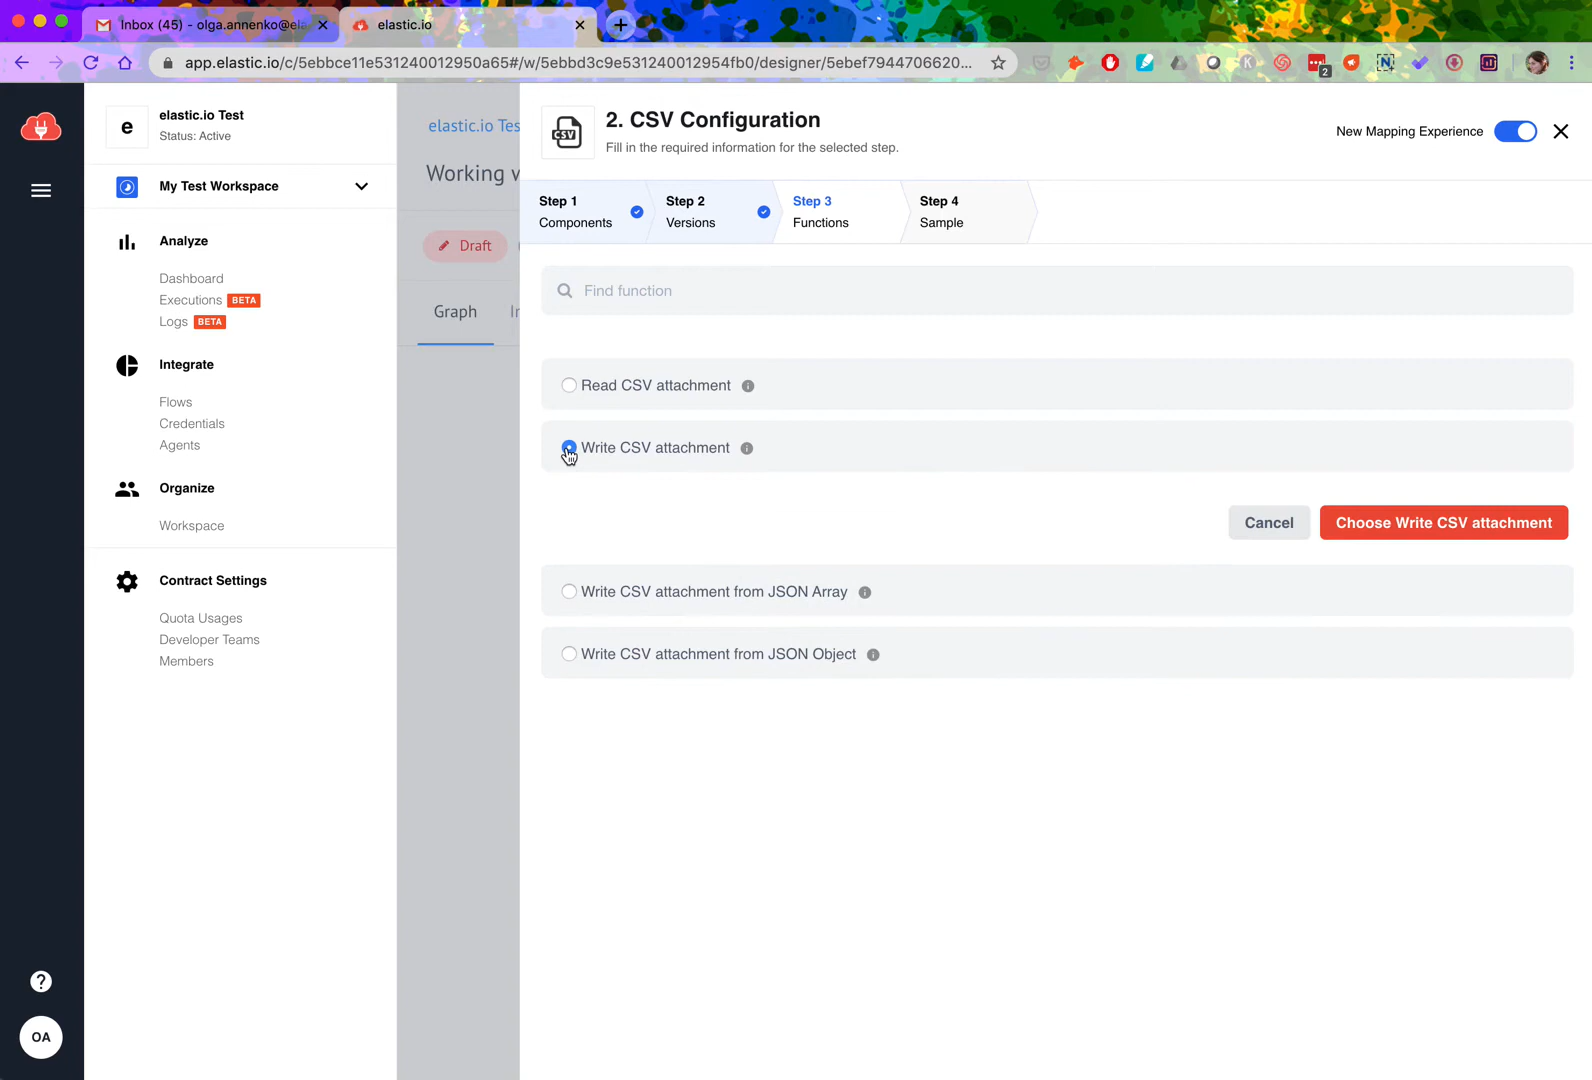 Inbox (45) - olga.annenko@ela
elastic.io
app.elastic.io/c/5ebbce11e531240012950a65#/w/5ebbd3c9e531240012954fb0/designer/5ebef7944706620...
2
e
elastic.io Test
Status: Active
My Test Workspace
Analyze
Dashboard
Executions BETA
Logs BETA
Integrate
Flows
Credentials
Agents
Organize
Workspace
Contract Settings
Quota Usages
Developer Teams
Members
?
OA
elastic.io Tes
Working
Draft
Graph
CSV
2. CSV Configuration
Fill in the required information for the selected step.
New Mapping Experience
Step 1
Components
Step 2
Versions
Step 3
Functions
Step 4
Sample
Find function
Read CSV attachment
Write CSV attachment
Cancel
Choose Write CSV attachment
Write CSV attachment from JSON Array
Write CSV attachment from JSON Object